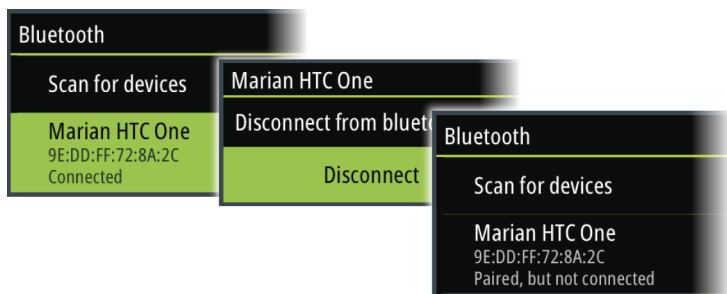 Bluetooth
Scan for devices
Marian HTC One
9E:DD:FF:72:8A:2C
Connected
Marian HTC One
Disconnect from
Disconnect
Bluetooth
Scan for devices
Marian HTC One
9E:DD:FF:72:8A:2C
Paired, but not connected